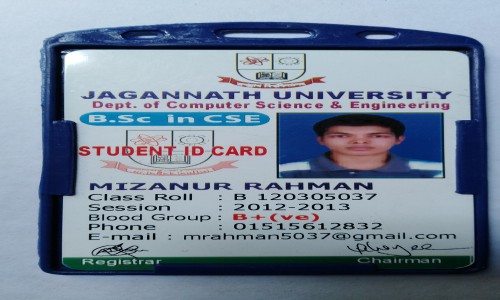 JAGANNATH UNIVERSITY
Dept. of Computer Science & Engineering
B.Sc in CSE
STUDENT ID CARD
MIZANUR RAHMAN
Class Roll : B 120305037
Session : 2012-2013
Blood Group : B+(ve)
Phone : 01515612832
E-mail : mrahman5037@gmail.com
Registrar Chairman